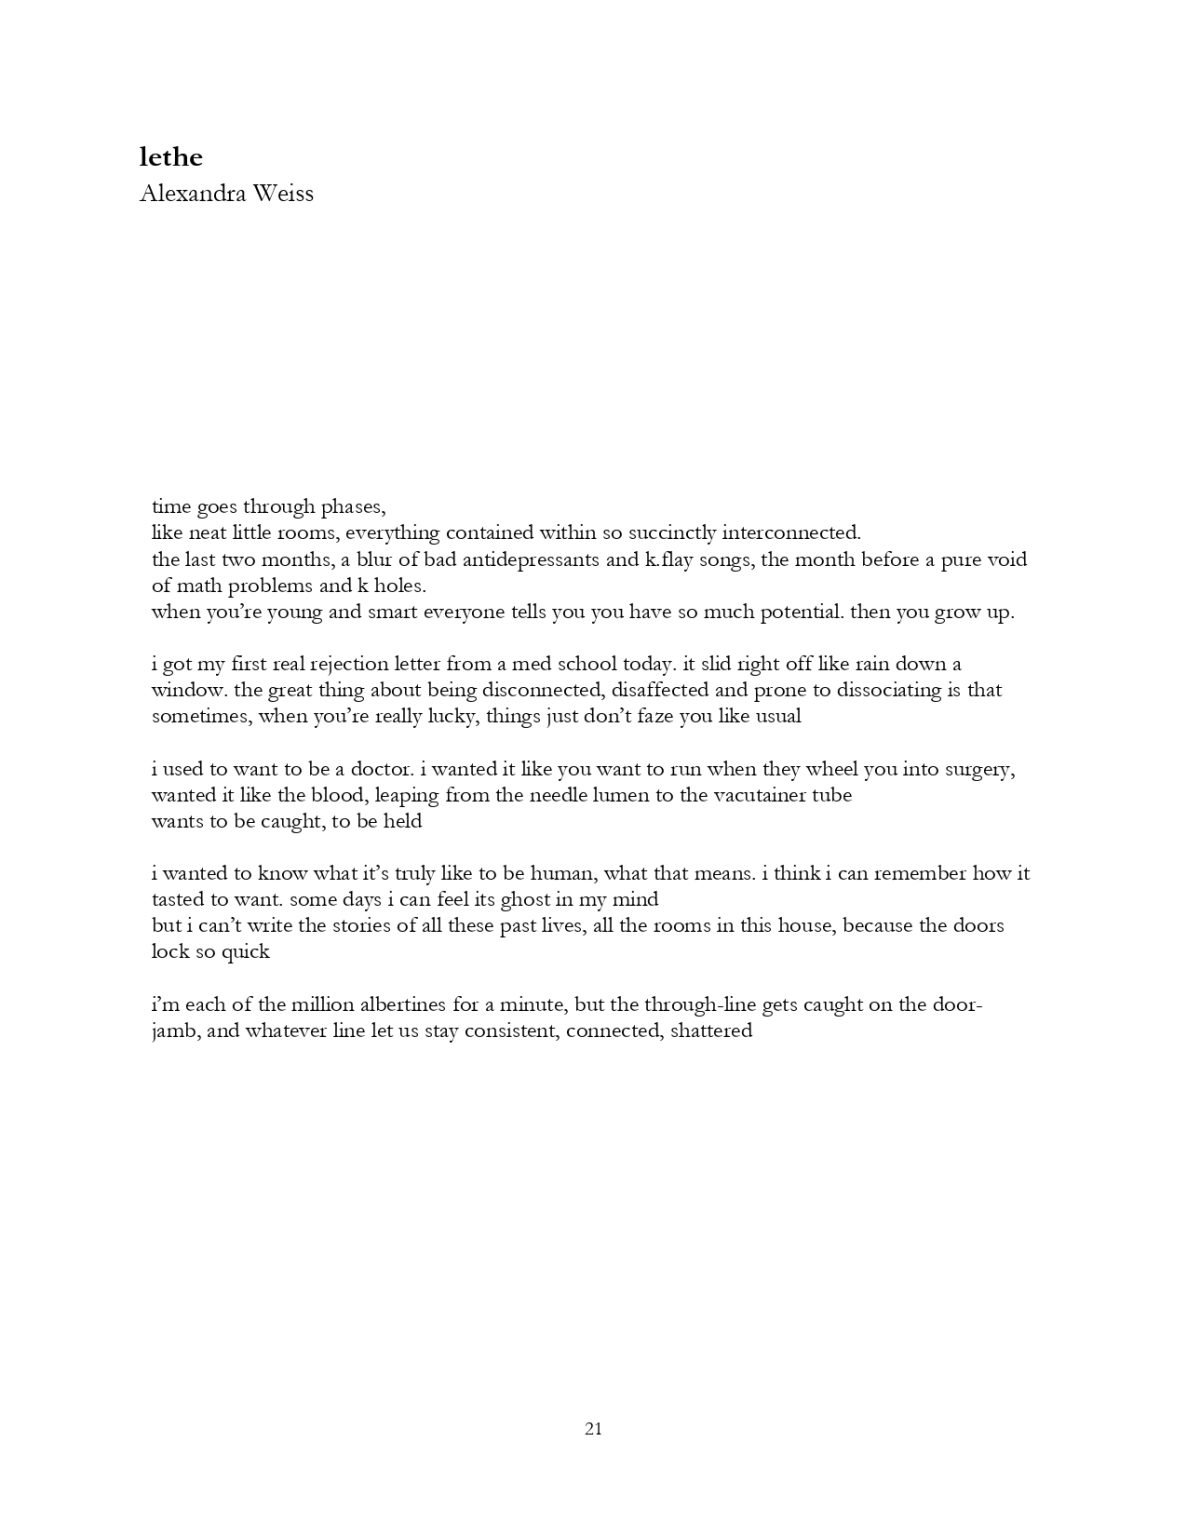 lethe
Alexandra Weiss
time goes through phases,
like neat little rooms, everything contained within so succinctly interconnected.
the last two months, a blur of bad antidepressants and k.flay songs, the month before a pure void
of math problems and k holes.
when you’re young and smart everyone tells you you have so much potential. then you grow up.
i got my first real rejection letter from a med school today. it slid right off like rain down a
window. the great thing about being disconnected, disaffected and prone to dissociating is that
sometimes, when you’re really lucky, things just don’t faze you like usual
i used to want to be a doctor. i wanted it like you want to run when they wheel you into surgery,
wanted it like the blood, leaping from the needle lumen to the vacutainer tube
wants to be caught, to be held
i wanted to know what it’s truly like to be human, what that means. i think i can remember how it
tasted to want. some days i can feel its ghost in my mind
but i can’t write the stories of all these past lives, all the rooms in this house, because the doors
lock so quick
i’m each of the million albertines for a minute, but the through-line gets caught on the door-
jamb, and whatever line let us stay consistent, connected, shattered
21